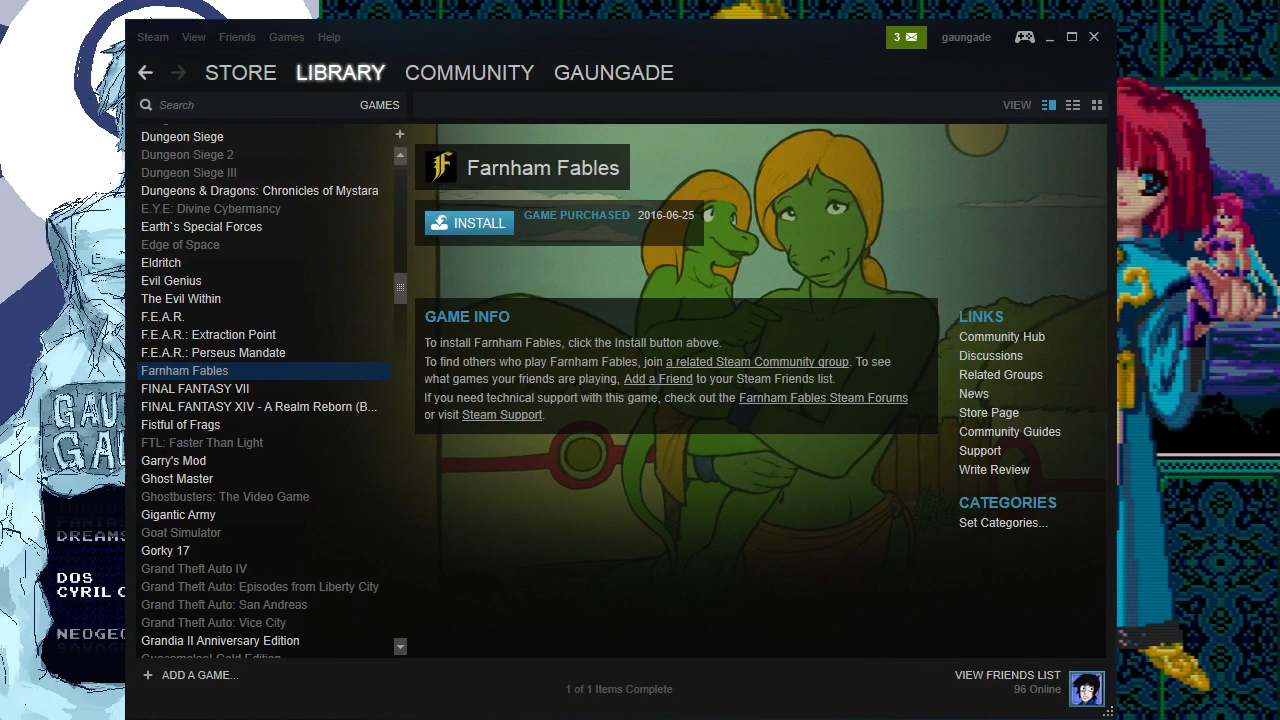 Steam View Friends Games Help
3
gaungade
STORE LIBRARY COMMUNITY GAUNGADE
Search
GAMES
VIEW
Dungeon Siege
Dungeon Siege 2
Dungeon Siege III
Dungeons & Dragons: Chronicles of Mystara
E.Y.E: Divine Cybermancy
Earth`s Special Forces
Edge of Space
Eldritch
Evil Genius
The Evil Within
F.E.A.R.
F.E.A.R.: Extraction Point
F.E.A.R.: Perseus Mandate
Farnham Fables
FINAL FANTASY VII
FINAL FANTASY XIV - A Realm Reborn (B...
Fistful of Frags
FTL: Faster Than Light
Garry's Mod
Ghost Master
Ghostbusters: The Video Game
Gigantic Army
Goat Simulator
Gorky 17
Grand Theft Auto IV
Grand Theft Auto: Episodes from Liberty City
Grand Theft Auto: San Andreas
Grand Theft Auto: Vice City
Grandia II Anniversary Edition
F Farnham Fables
INSTALL
GAME PURCHASED 2016-06-25
GAME INFO
To install Farnham Fables, click the Install button above.
To find others who play Farnham Fables, join a related Steam Community group. To see
what games your friends are playing, Add a Friend to your Steam Friends list.
If you need technical support with this game, check out the Farnham Fables Steam Forums
or visit Steam Support.
LINKS
Community Hub
Discussions
Related Groups
News
Store Page
Community Guides
Support
Write Review
CATEGORIES
Set Categories...
+ ADD A GAME...
1 of 1 Items Complete
VIEW FRIENDS LIST
96 Online
GAU
GA
DREAMS
DOS
CYRIL
NEOGEO